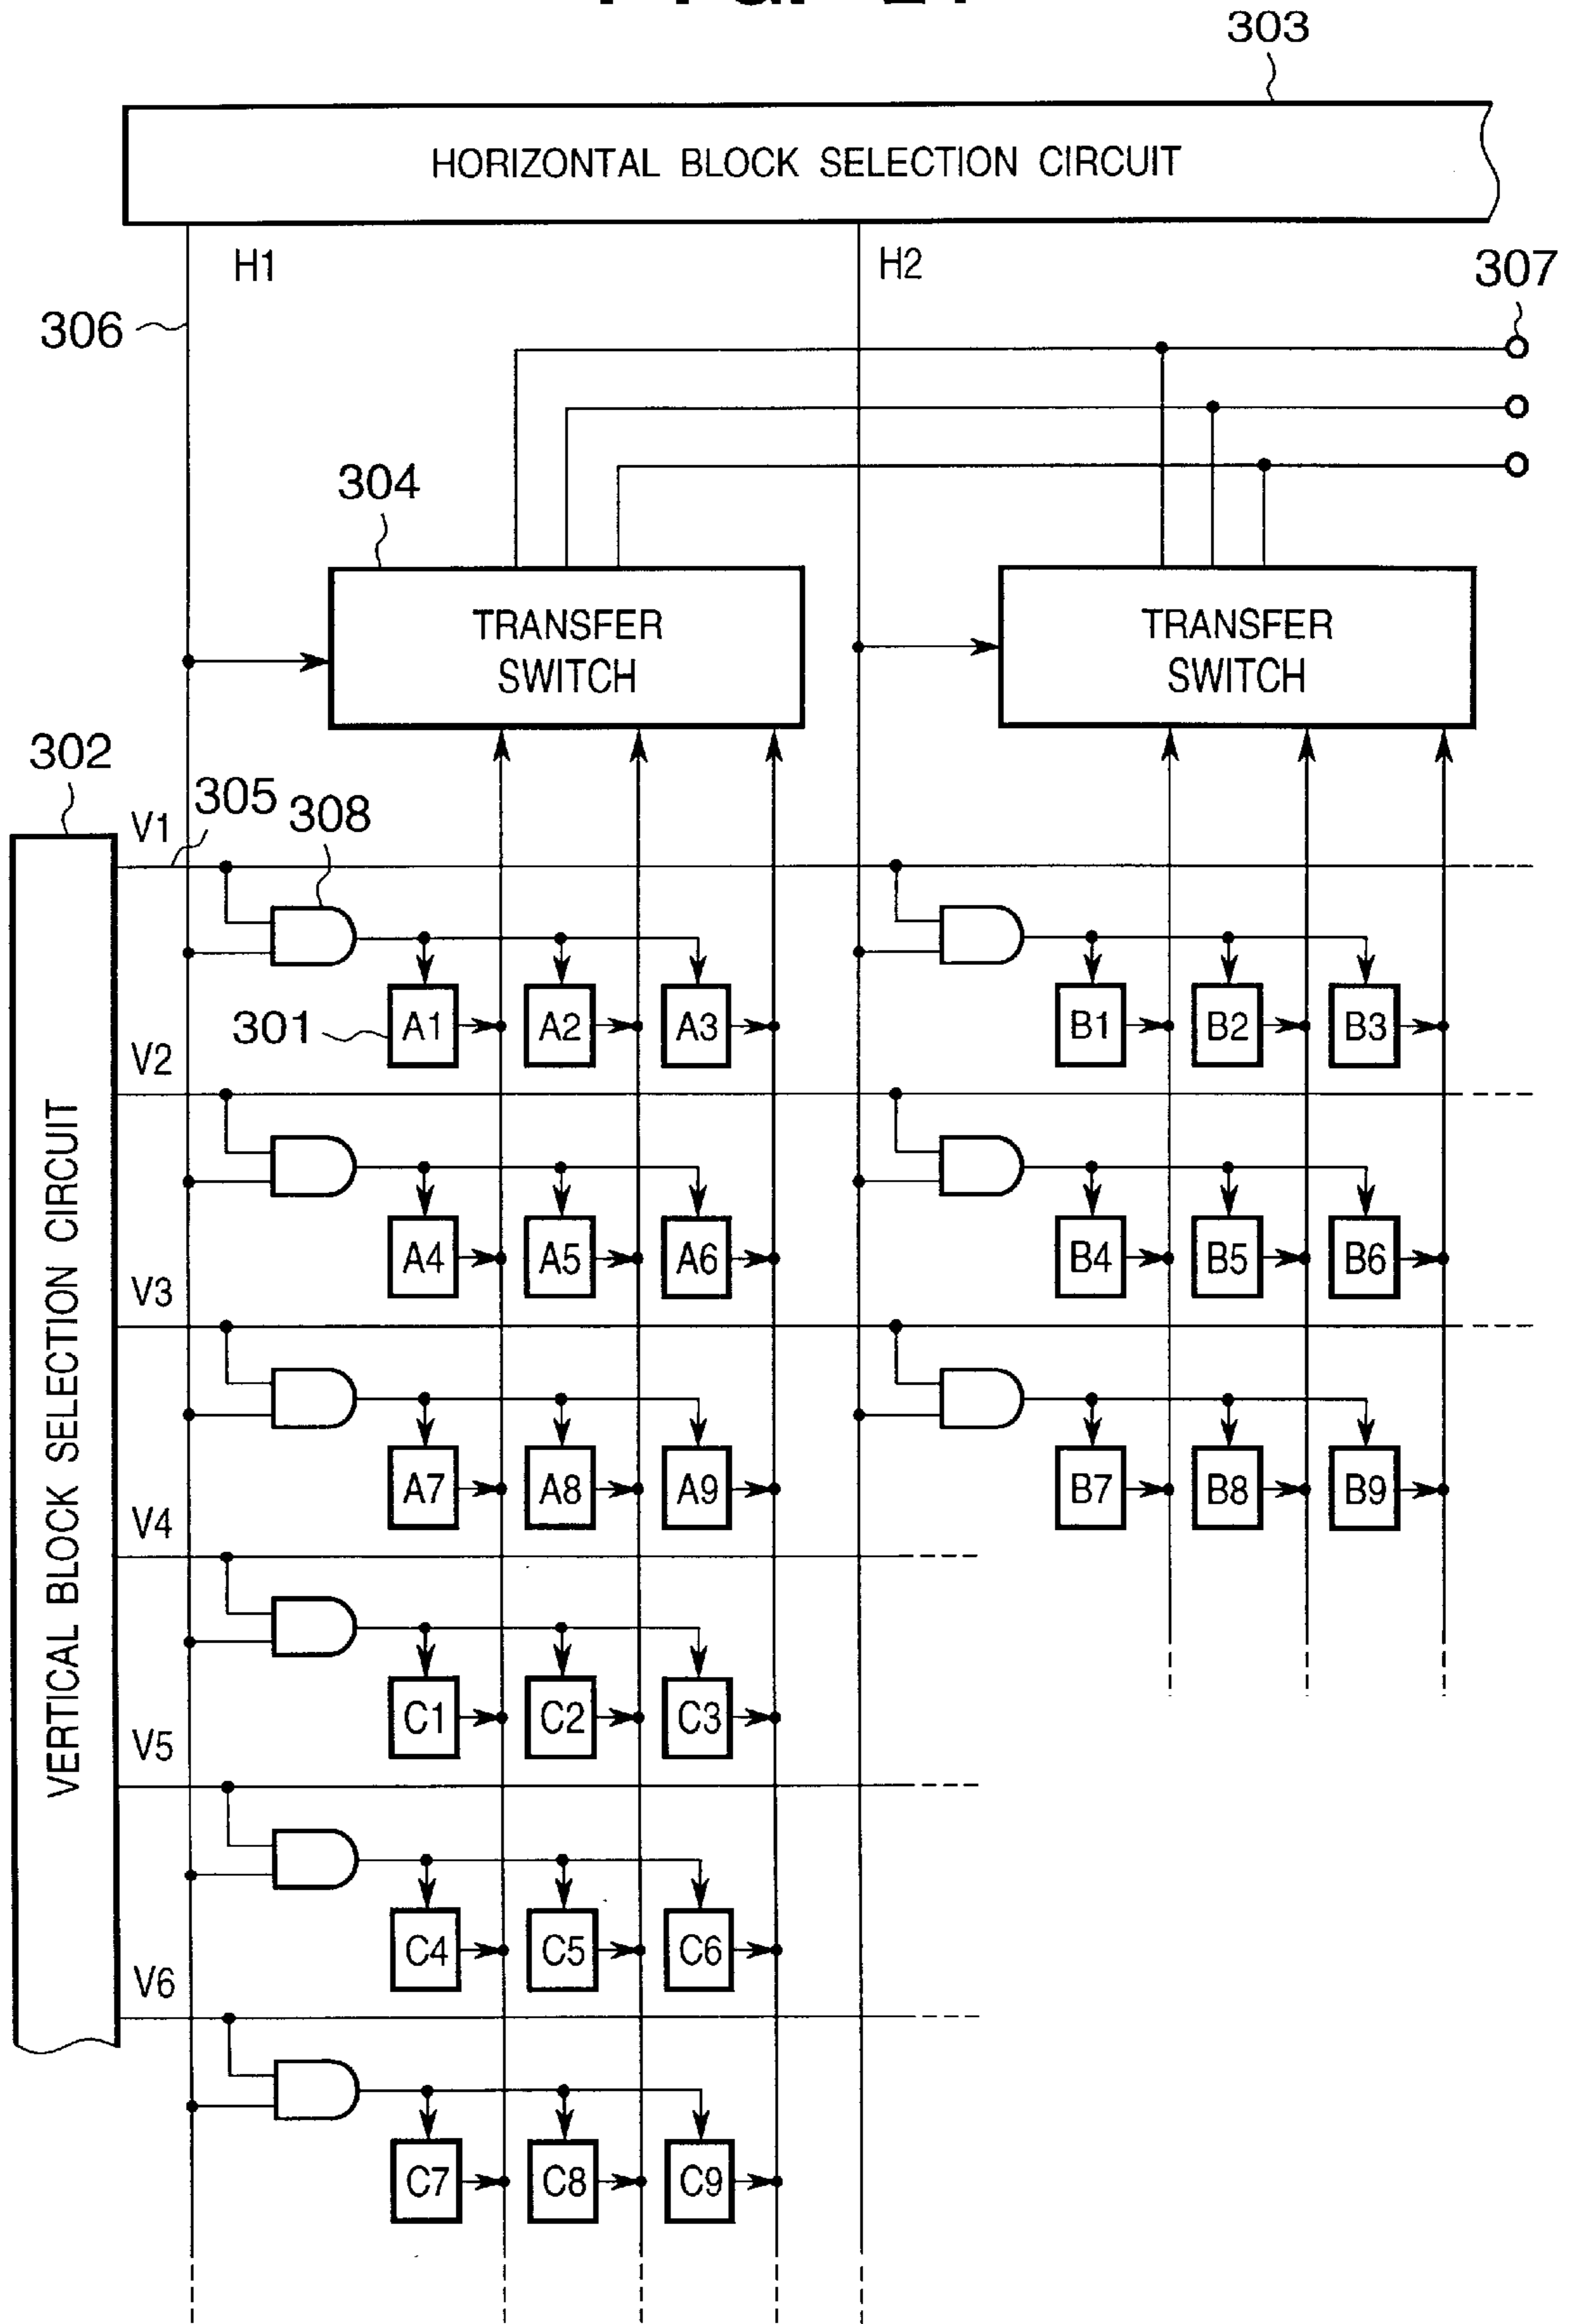 303
HORIZONTAL BLOCK SELECTION CIRCUIT
H1
H2
307
306
304
TRANSFER
SWITCH
TRANSFER
SWITCH
302
305
308
V1
301
A1
A2
A3
B1
B2
B3
V2
A4
A5
A6
B4
B5
B6
V3
A7
A8
A9
B7
B8
B9
VERTICAL BLOCK SELECTION CIRCUIT
V4
C1
C2
C3
V5
C4
C5
C6
V6
C7
C8
C9